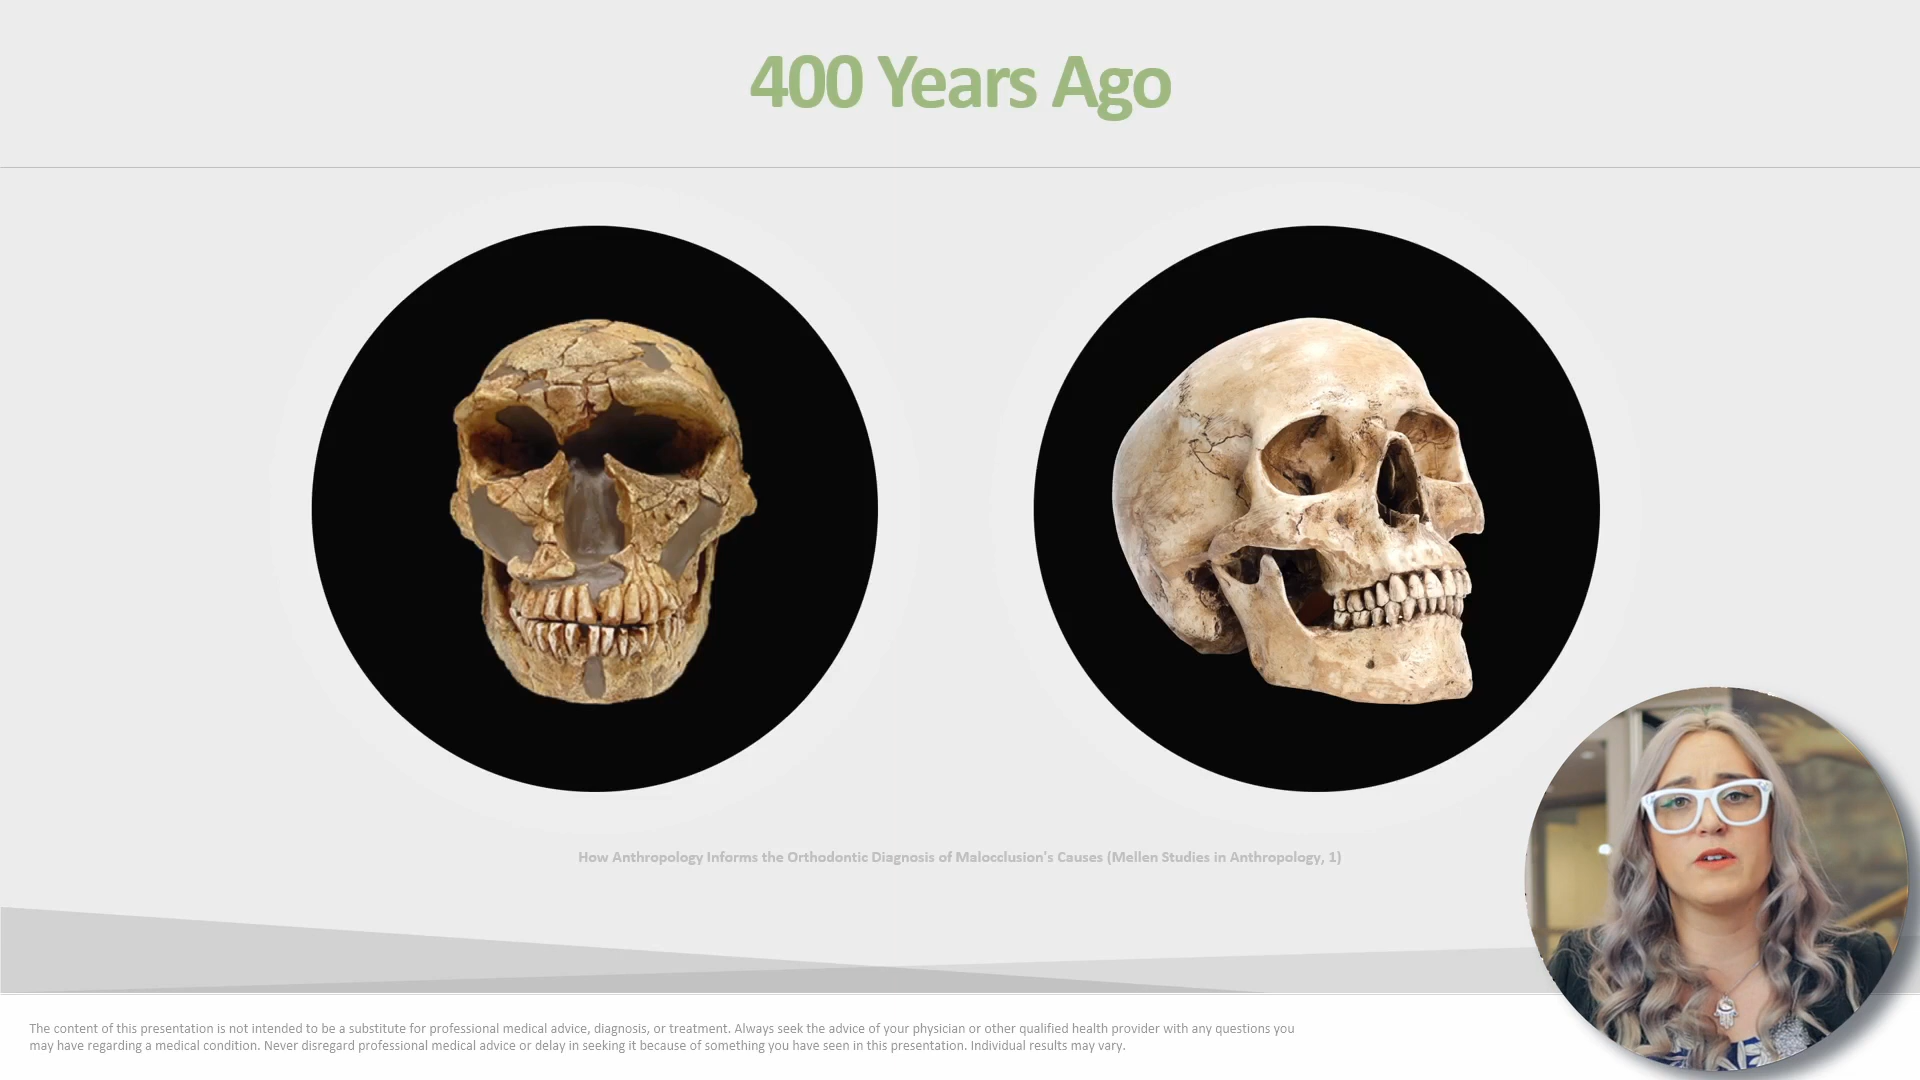 400 Years Ago
How Anthropology Informs the Orthodontic Diagnosis of Malocclusion's Causes (Mellen Studies in Anthropology, 1)
The content of this presentation is not intended to be a substitute for professional medical advice, diagnosis, or treatment. Always seek the advice of your physician or other qualified health provider with any questions you
may have regarding a medical condition. Never disregard professional medical advice or delay in seeking it because of something you have seen in this presentation. Individual results may vary.